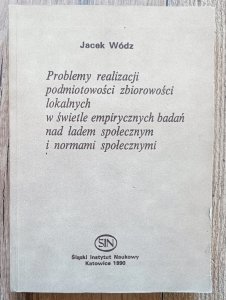 Jacek Wódz
Problemy realizacji
podmiotowości zbiorowości
lokalnych
w świetle empirycznych badań
nad ładem społecznym
i normami społecznymi
SIN
Śląski Instytut Naukowy
Katowice 1990